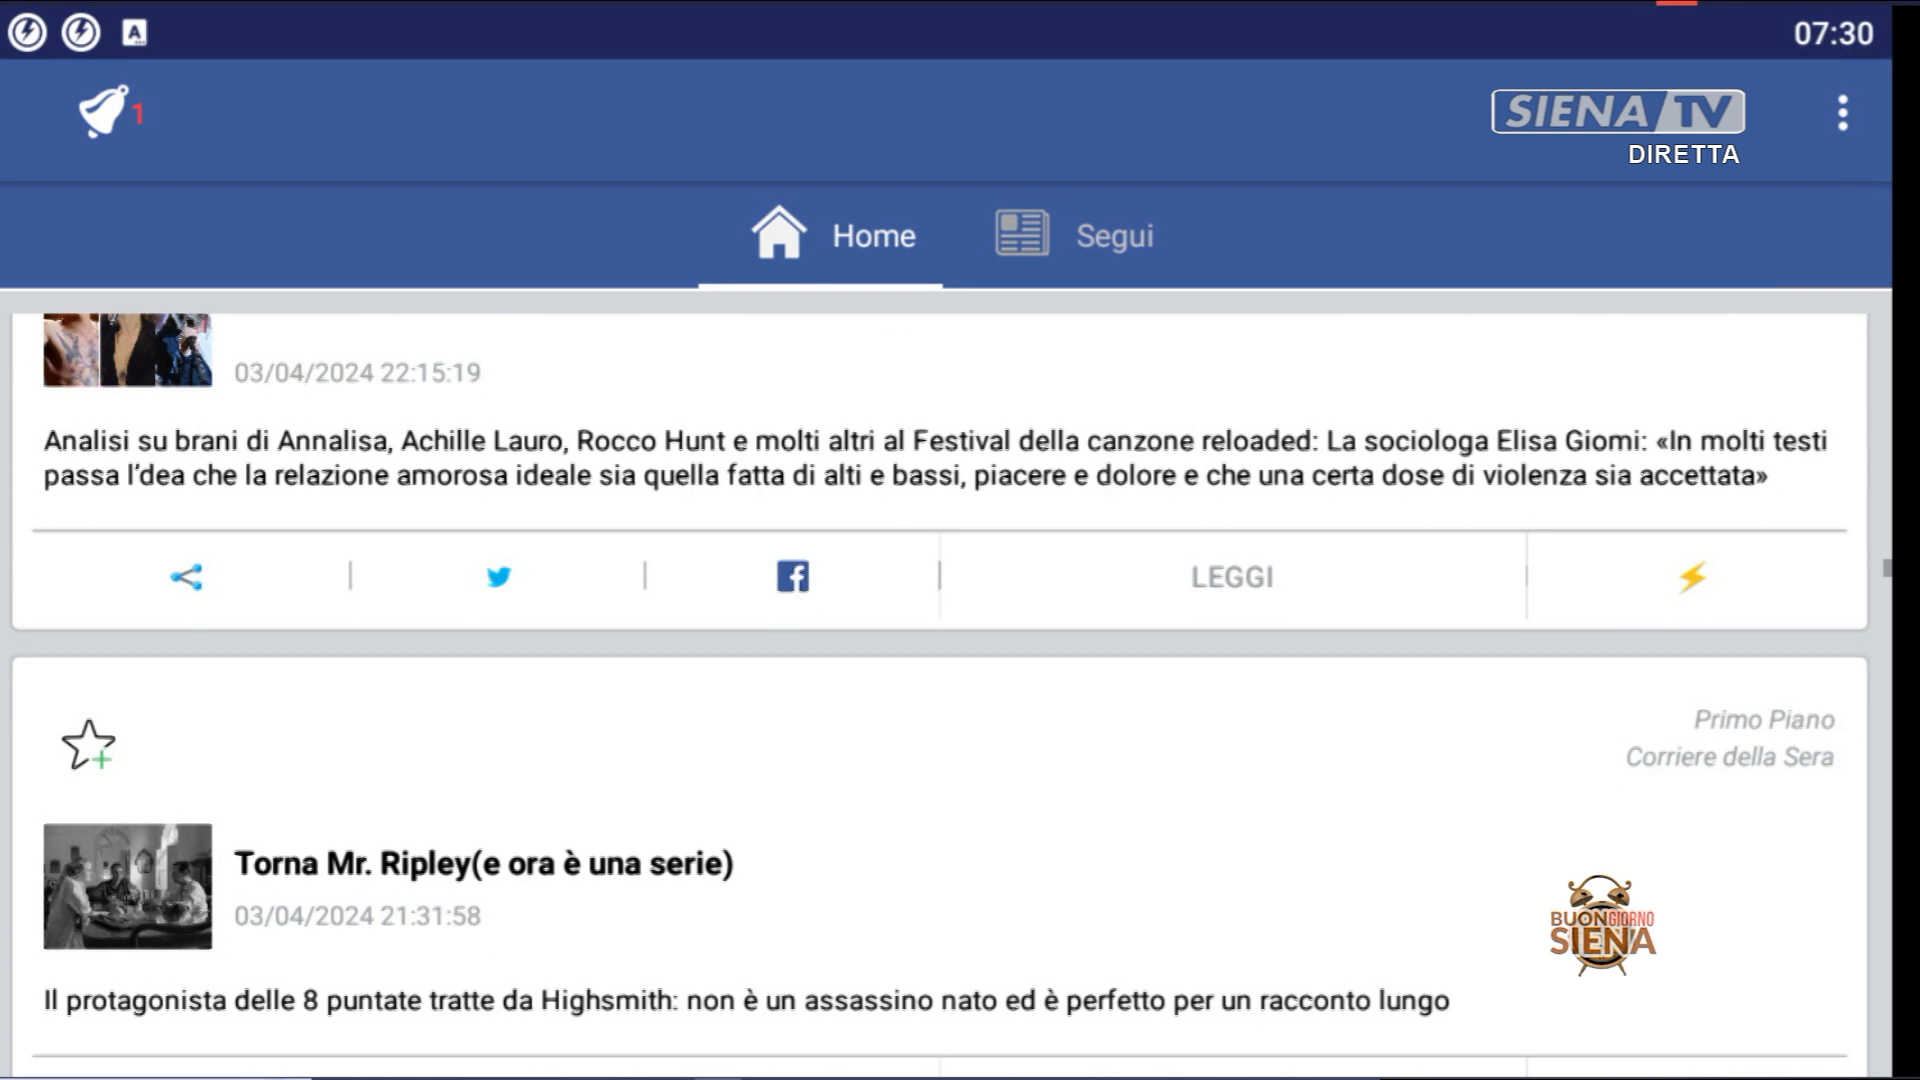 A
07:30
1
SIENA TV
DIRETTA
Home
Segui
03/04/2024 22:15:19
Analisi su brani di Annalisa, Achille Lauro, Rocco Hunt e molti altri al Festival della canzone reloaded: La sociologa Elisa Giomi: «In molti testi
passa l’dea che la relazione amorosa ideale sia quella fatta di alti e bassi, piacere e dolore e che una certa dose di violenza sia accettata»
LEGGI
Primo Piano
Corriere della Sera
Torna Mr. Ripley(e ora è una serie)
03/04/2024 21:31:58
BUONGIORNO
SIENA
Il protagonista delle 8 puntate tratte da Highsmith: non è un assassino nato ed è perfetto per un racconto lungo